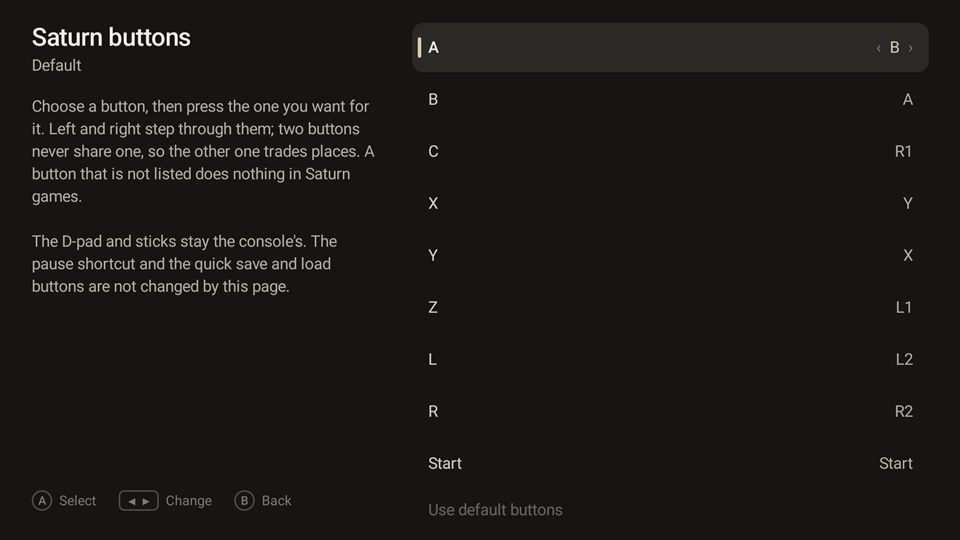 Saturn buttons
Default
Choose a button, then press the one you want for
it. Left and right step through them; two buttons
never share one, so the other one trades places. A
button that is not listed does nothing in Saturn
games.
The D-pad and sticks stay the console's. The
pause shortcut and the quick save and load
buttons are not changed by this page.
A ‹ B ›
B A
C R1
X Y
Y X
Z L1
L L2
R R2
Start Start
Use default buttons
A Select ◄ ► Change B Back